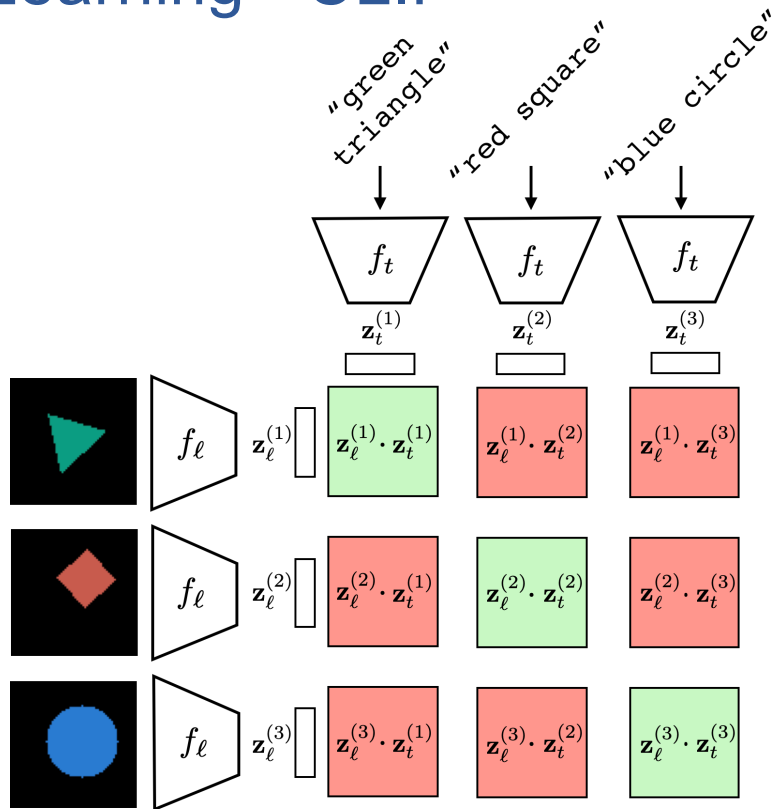 "green
triangle"
"red square"
"blue circle"
f_t f_t f_t
z_t^(1) z_t^(2) z_t^(3)
f_ℓ z_ℓ^(1) z_ℓ^(1) · z_t^(1) z_ℓ^(1) · z_t^(2) z_ℓ^(1) · z_t^(3)
f_ℓ z_ℓ^(2) z_ℓ^(2) · z_t^(1) z_ℓ^(2) · z_t^(2) z_ℓ^(2) · z_t^(3)
f_ℓ z_ℓ^(3) z_ℓ^(3) · z_t^(1) z_ℓ^(3) · z_t^(2) z_ℓ^(3) · z_t^(3)